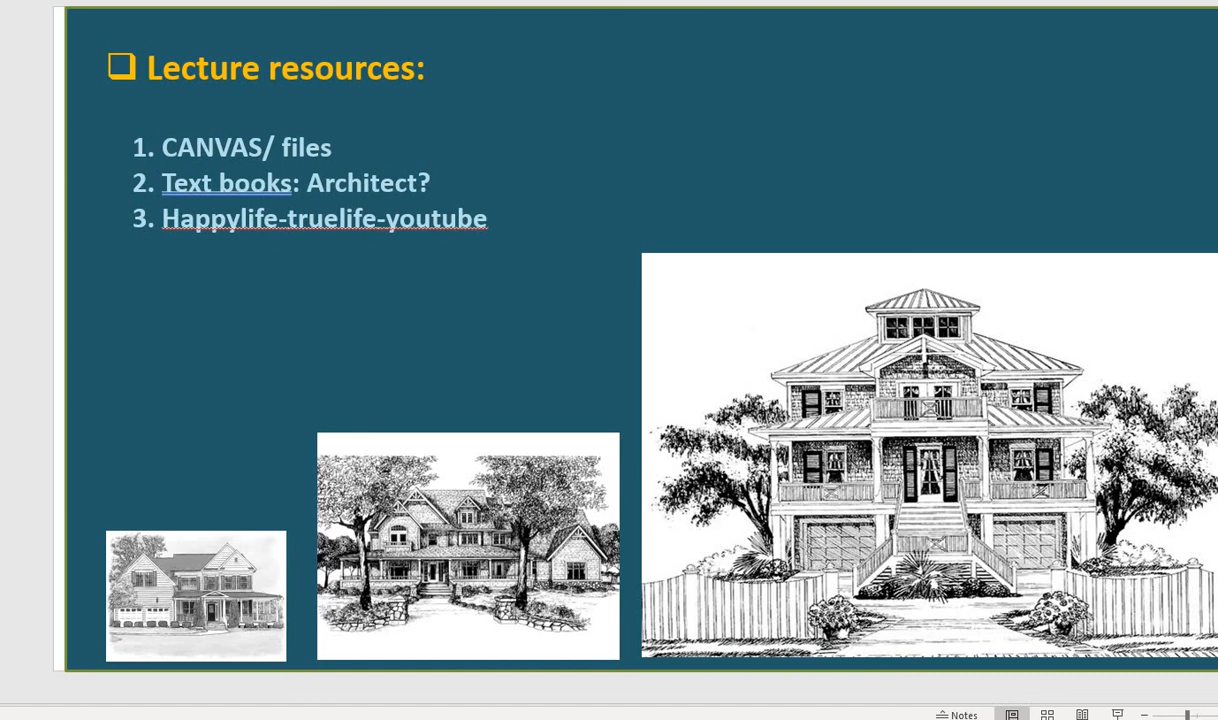 Lecture resources:
1. CANVAS/ files
2. Text books: Architect?
3. Happylife-truelife-youtube
Notes